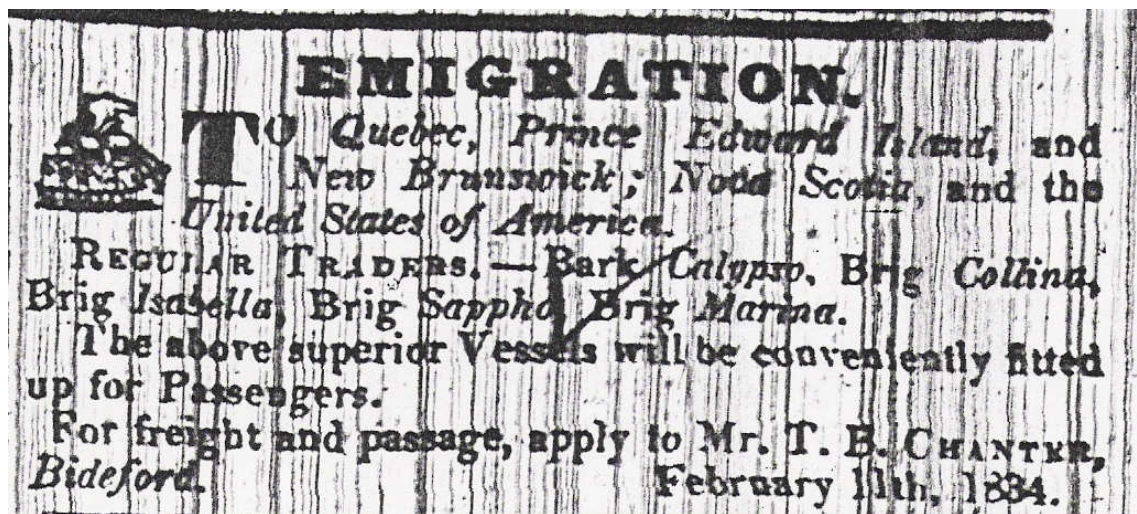 EMIGRATION.
TO Quebec, Prince Edward Island, and
New Brunswick; Nova Scotia, and the
United States of America.
REGULAR TRADERS.—Bark Calypso, Brig Collina,
Brig Isabella, Brig Sappho, Brig Marina.
The above superior Vessels will be conveniently fitted
up for Passengers.
For freight and passage, apply to Mr. T. B. CHANTER,
Bideford. February 11th, 1834.